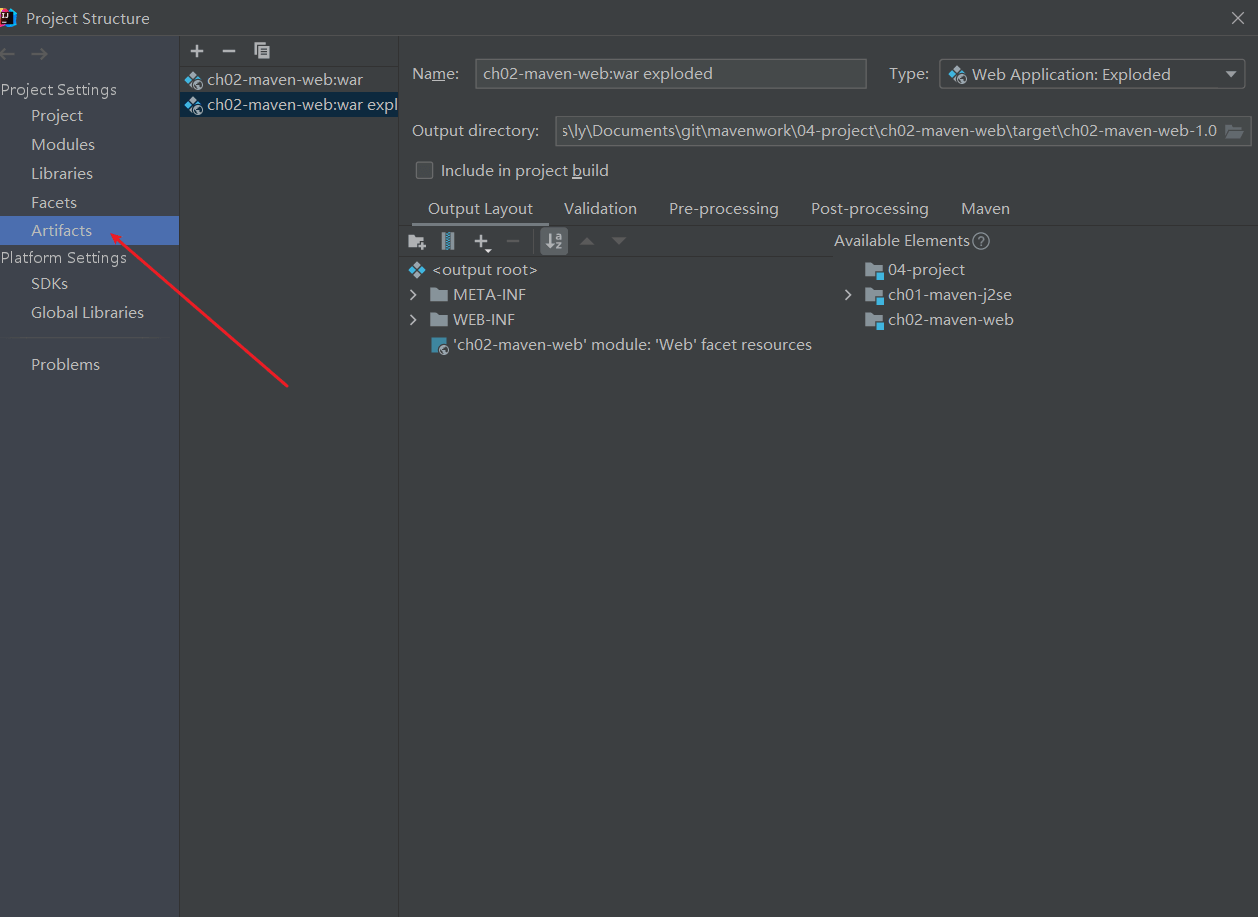 Project Structure
Project Settings
Project
Modules
Libraries
Facets
Artifacts
Platform Settings
SDKs
Global Libraries
Problems
ch02-maven-web:war
ch02-maven-web:war expl
Name: ch02-maven-web:war exploded Type: Web Application: Exploded
Output directory: s\ly\Documents\git\mavenwork\04-project\ch02-maven-web\target\ch02-maven-web-1.0
Include in project build
Output Layout Validation Pre-processing Post-processing Maven
<output root>
META-INF
WEB-INF
'ch02-maven-web' module: 'Web' facet resources
Available Elements ?
04-project
ch01-maven-j2se
ch02-maven-web